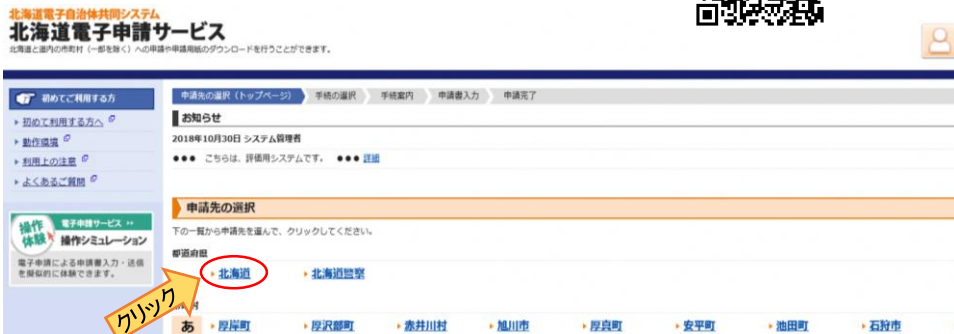 北海道電子自治体共同システム
北海道電子申請サービス
北海道と道内の市町村（一部を除く）への申請や申請用紙のダウンロードを行うことができます。
初めてご利用する方
初めて利用する方へ
動作環境
利用上の注意
よくあるご質問
操作体験
電子申請サービス
操作シミュレーション
電子申請による申請書入力・送信を擬似的に体験できます。
申請先の選択（トップページ） 手続の選択 手続案内 申請書入力 申請完了
お知らせ
2018年10月30日 システム管理者
●●● こちらは、評価用システムです。 ●●● 詳細
申請先の選択
下の一覧から申請先を選んで、クリックしてください。
都道府県
北海道 北海道警察
クリック
あ 厚岸町 厚沢部町 赤井川村 旭川市 厚真町 安平町 池田町 石狩市